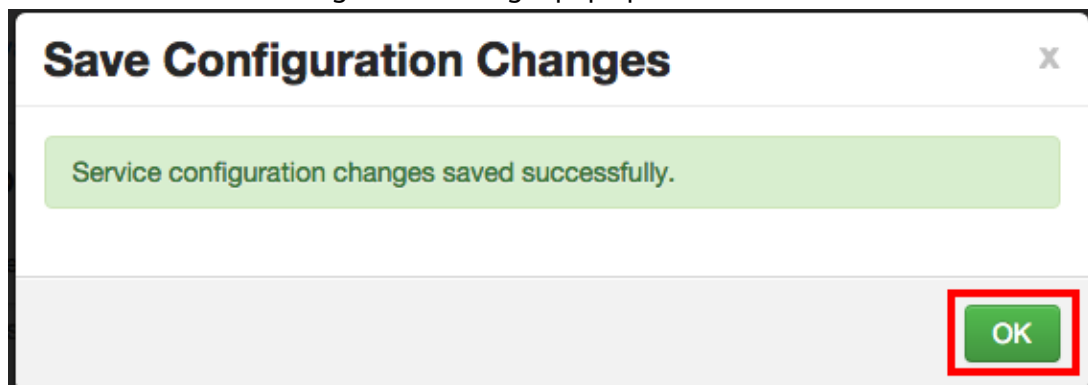 Save Configuration Changes
x
Service configuration changes saved successfully.
OK